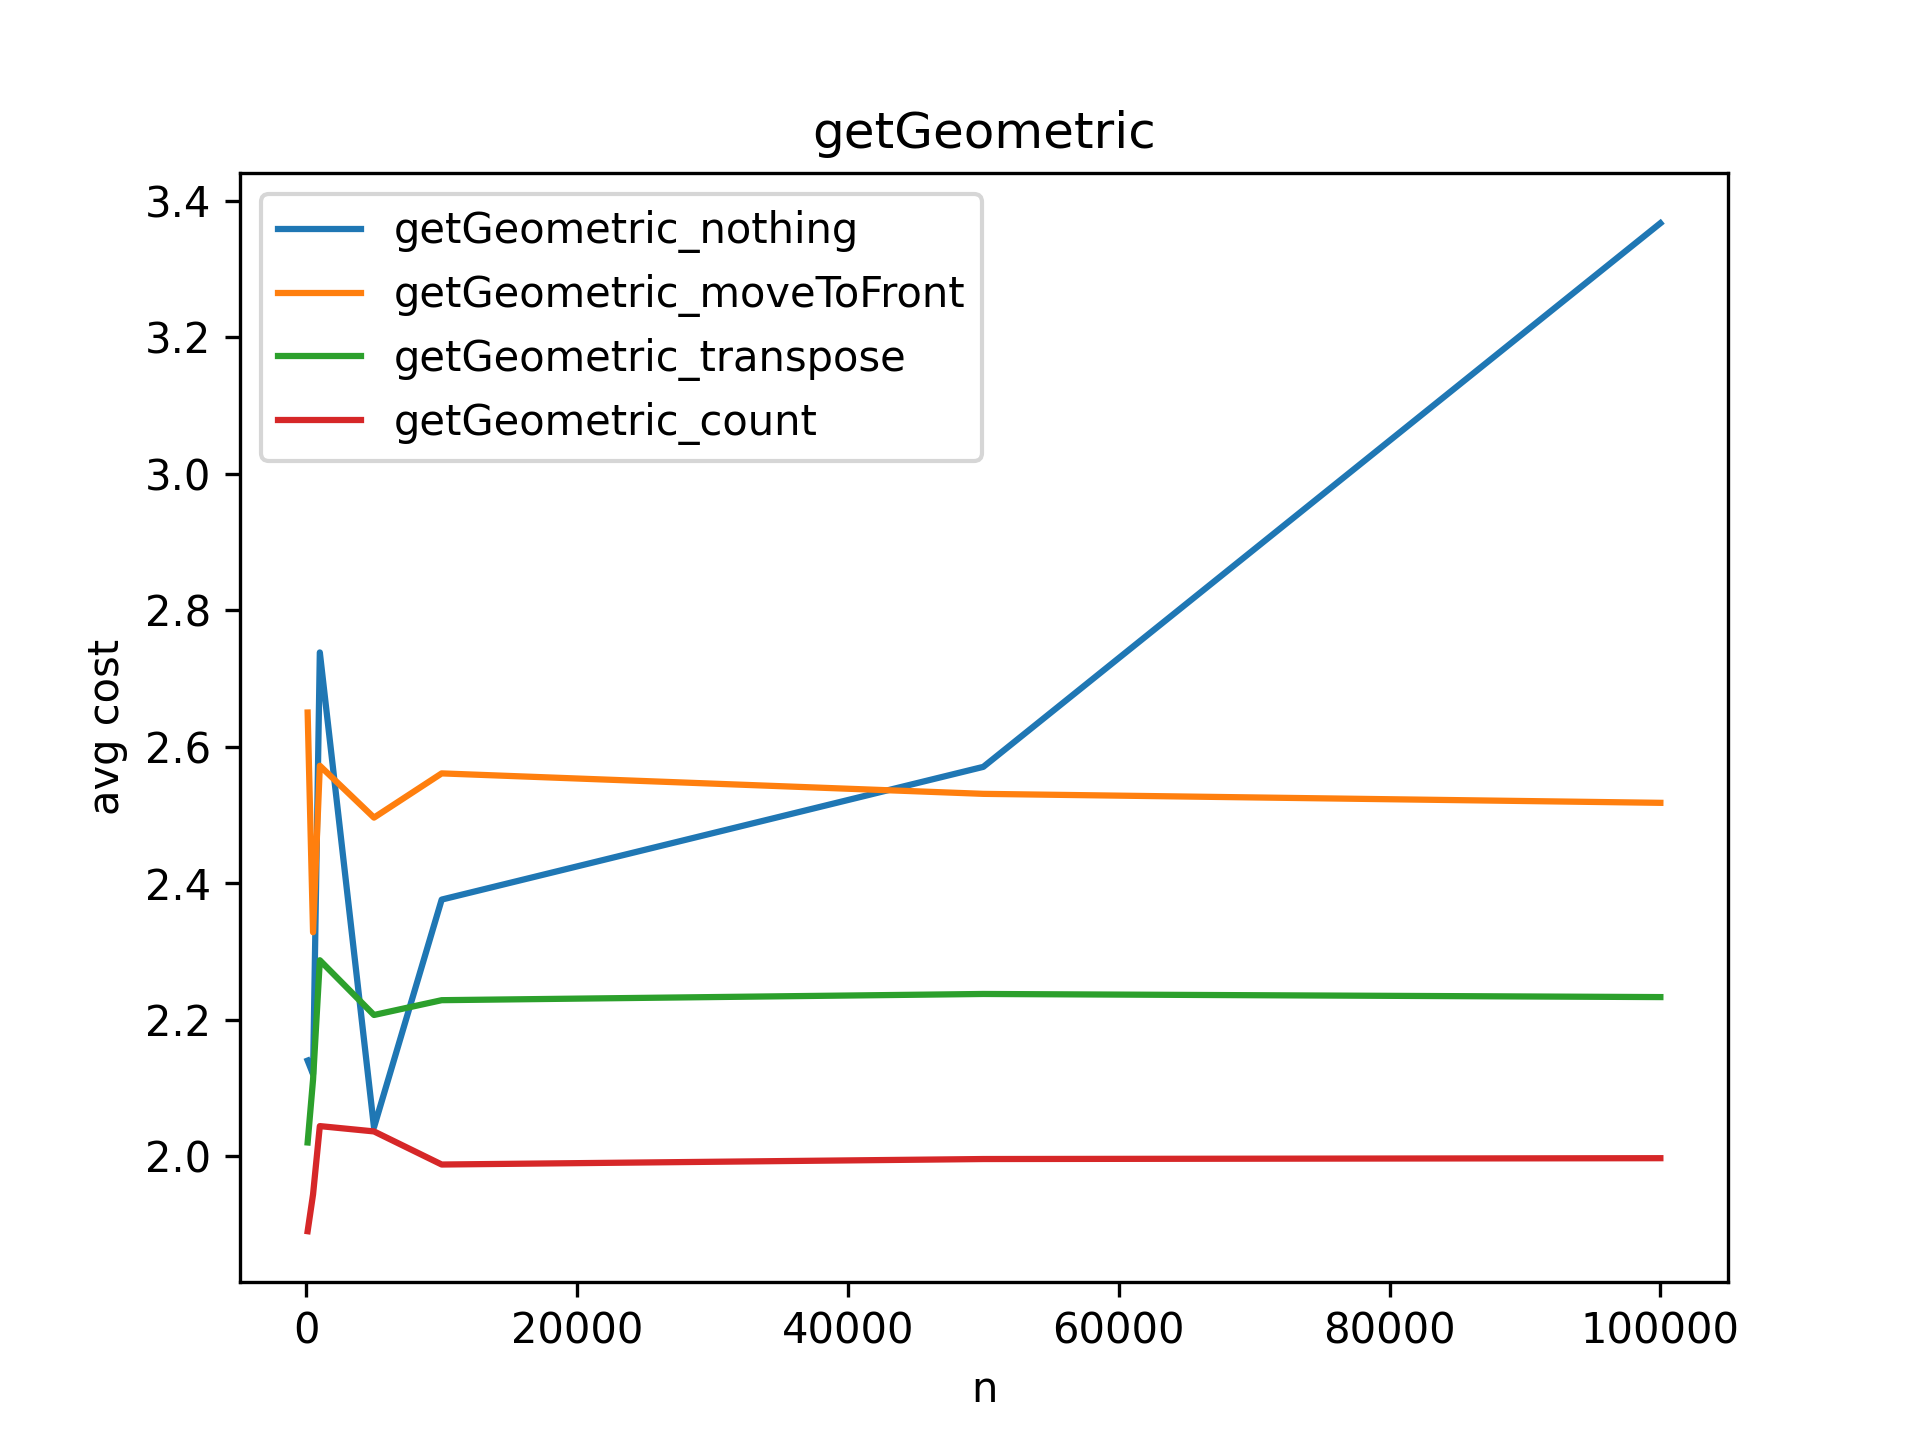 getGeometric
3.4
3.2
3.0
2.8
2.6
2.4
2.2
2.0
avg cost
getGeometric_nothing
getGeometric_moveToFront
getGeometric_transpose
getGeometric_count
0 20000 40000 60000 80000 100000
n